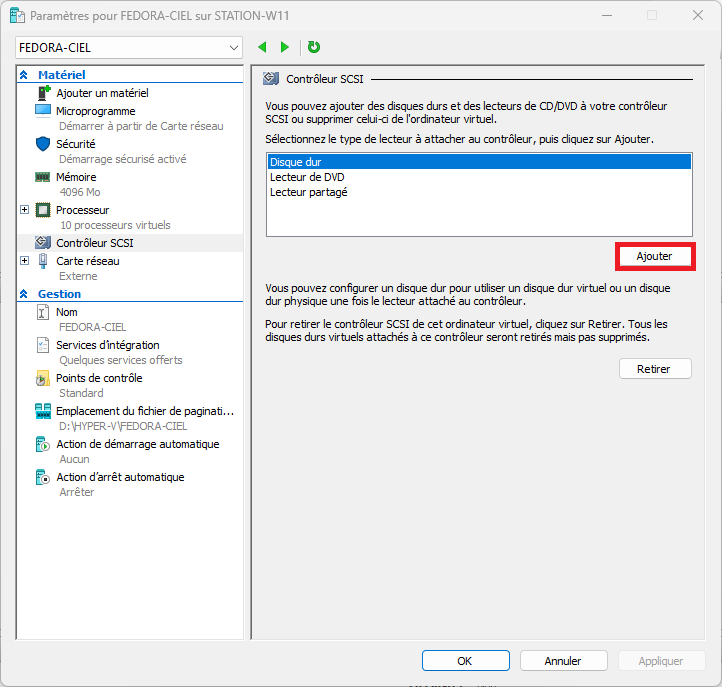 Paramètres pour FEDORA-CIEL sur STATION-W11
FEDORA-CIEL
Matériel
Ajouter un matériel
Microprogramme
Démarrer à partir de Carte réseau
Sécurité
Démarrage sécurisé activé
Mémoire
4096 Mo
Processeur
10 processeurs virtuels
Contrôleur SCSI
Carte réseau
Externe
Gestion
Nom
FEDORA-CIEL
Services d'intégration
Quelques services offerts
Points de contrôle
Standard
Emplacement du fichier de paginati...
D:\HYPER-V\FEDORA-CIEL
Action de démarrage automatique
Aucun
Action d'arrêt automatique
Arrêter
Contrôleur SCSI
Vous pouvez ajouter des disques durs et des lecteurs de CD/DVD à votre contrôleur
SCSI ou supprimer celui-ci de l'ordinateur virtuel.
Sélectionnez le type de lecteur à attacher au contrôleur, puis cliquez sur Ajouter.
Disque dur
Lecteur de DVD
Lecteur partagé
Ajouter
Vous pouvez configurer un disque dur pour utiliser un disque dur virtuel ou un disque
dur physique une fois le lecteur attaché au contrôleur.
Pour retirer le contrôleur SCSI de cet ordinateur virtuel, cliquez sur Retirer. Tous les
disques durs virtuels attachés à ce contrôleur seront retirés mais pas supprimés.
Retirer
OK
Annuler
Appliquer